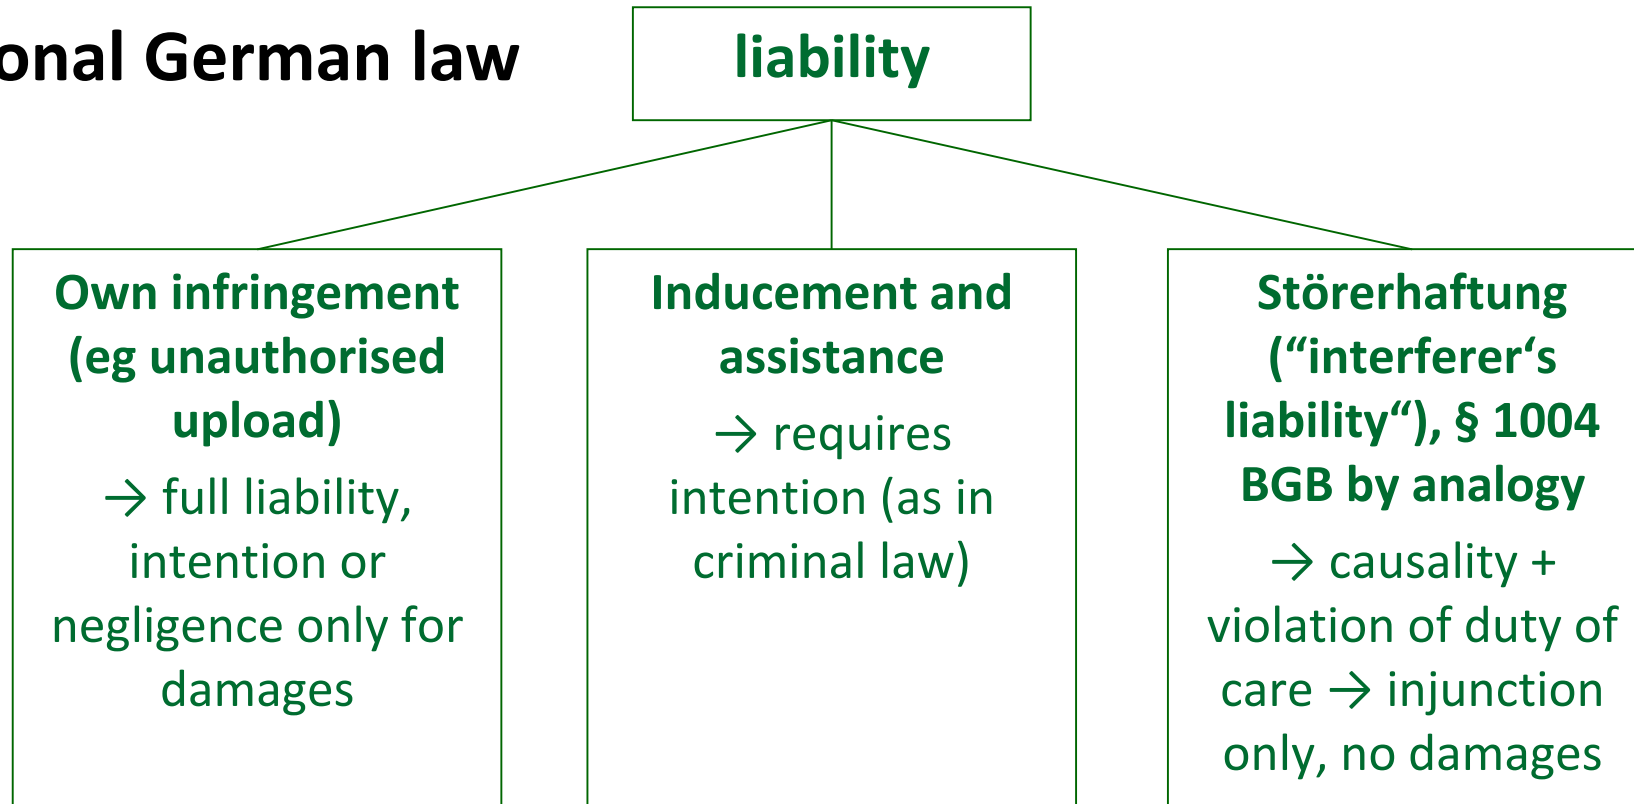 onal German law
liability
Own infringement
(eg unauthorised
upload)
→ full liability,
intention or
negligence only for
damages
Inducement and
assistance
→ requires
intention (as in
criminal law)
Störerhaftung
(“interferer‘s
liability“), § 1004
BGB by analogy
→ causality +
violation of duty of
care → injunction
only, no damages